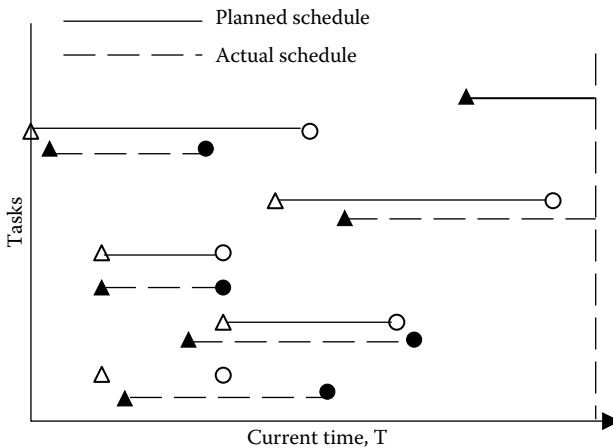 Planned schedule
Actual schedule
Tasks
Current time, T